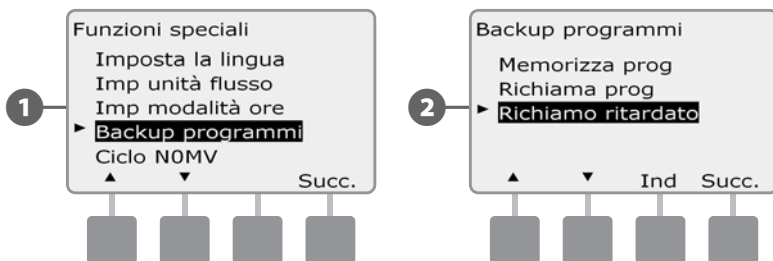 1
Funzioni speciali
Imposta la lingua
Imp unità flusso
Imp modalità ore
► Backup programmi
Ciclo N0MV
▲ ▼ Succ.
2
Backup programmi
Memorizza prog
Richiama prog
► Richiamo ritardato
▲ ▼ Ind Succ.